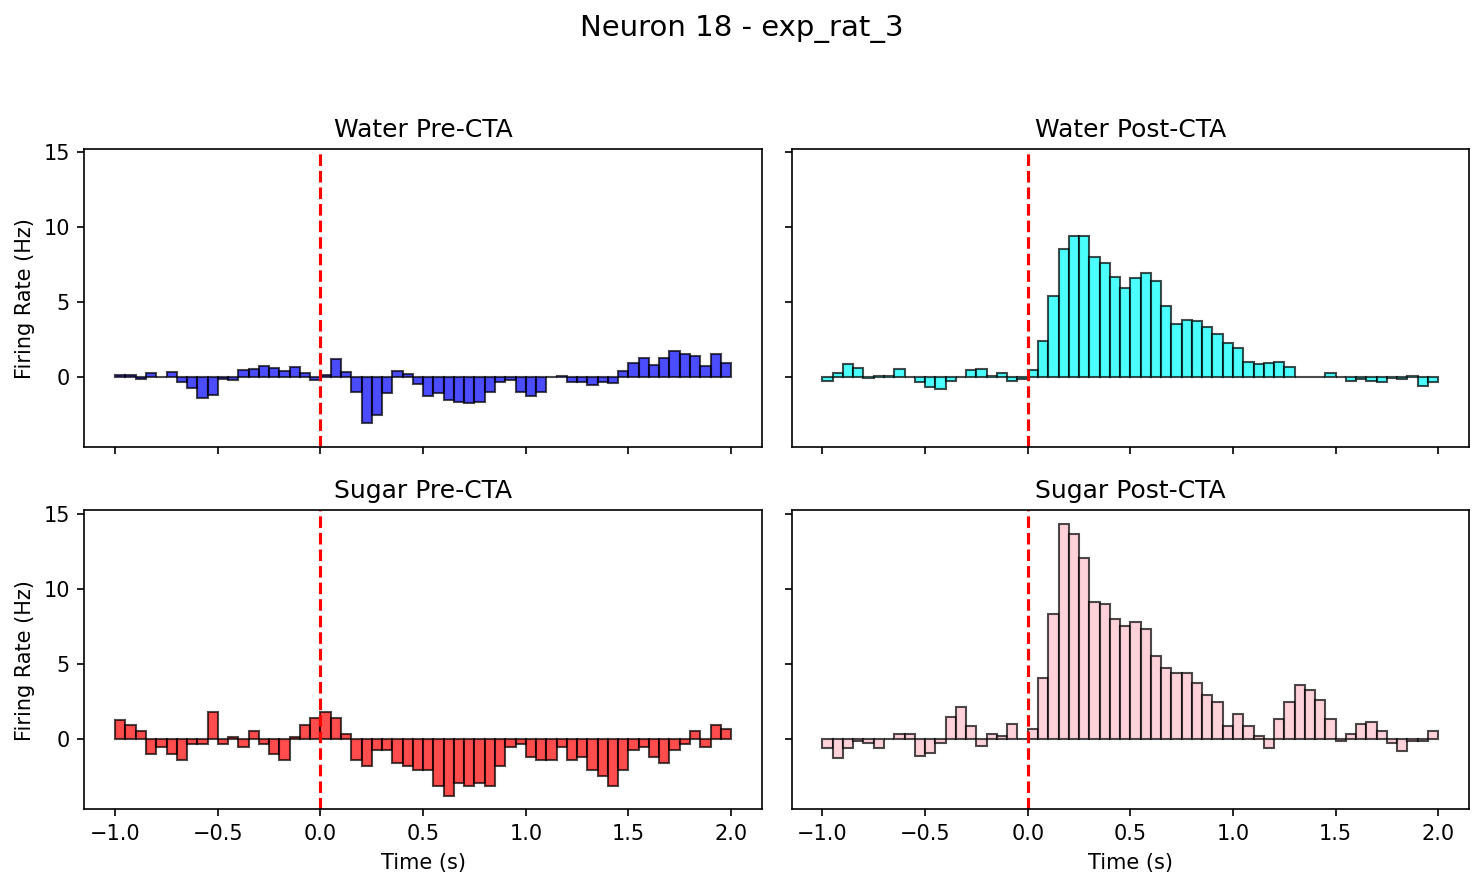 Neuron 18 - exp_rat_3
Water Pre-CTA
Water Post-CTA
15
10
5
0
Firing Rate (Hz)
Sugar Pre-CTA
Sugar Post-CTA
15
10
5
0
Firing Rate (Hz)
−1.0 −0.5 0.0 0.5 1.0 1.5 2.0
−1.0 −0.5 0.0 0.5 1.0 1.5 2.0
Time (s)
Time (s)